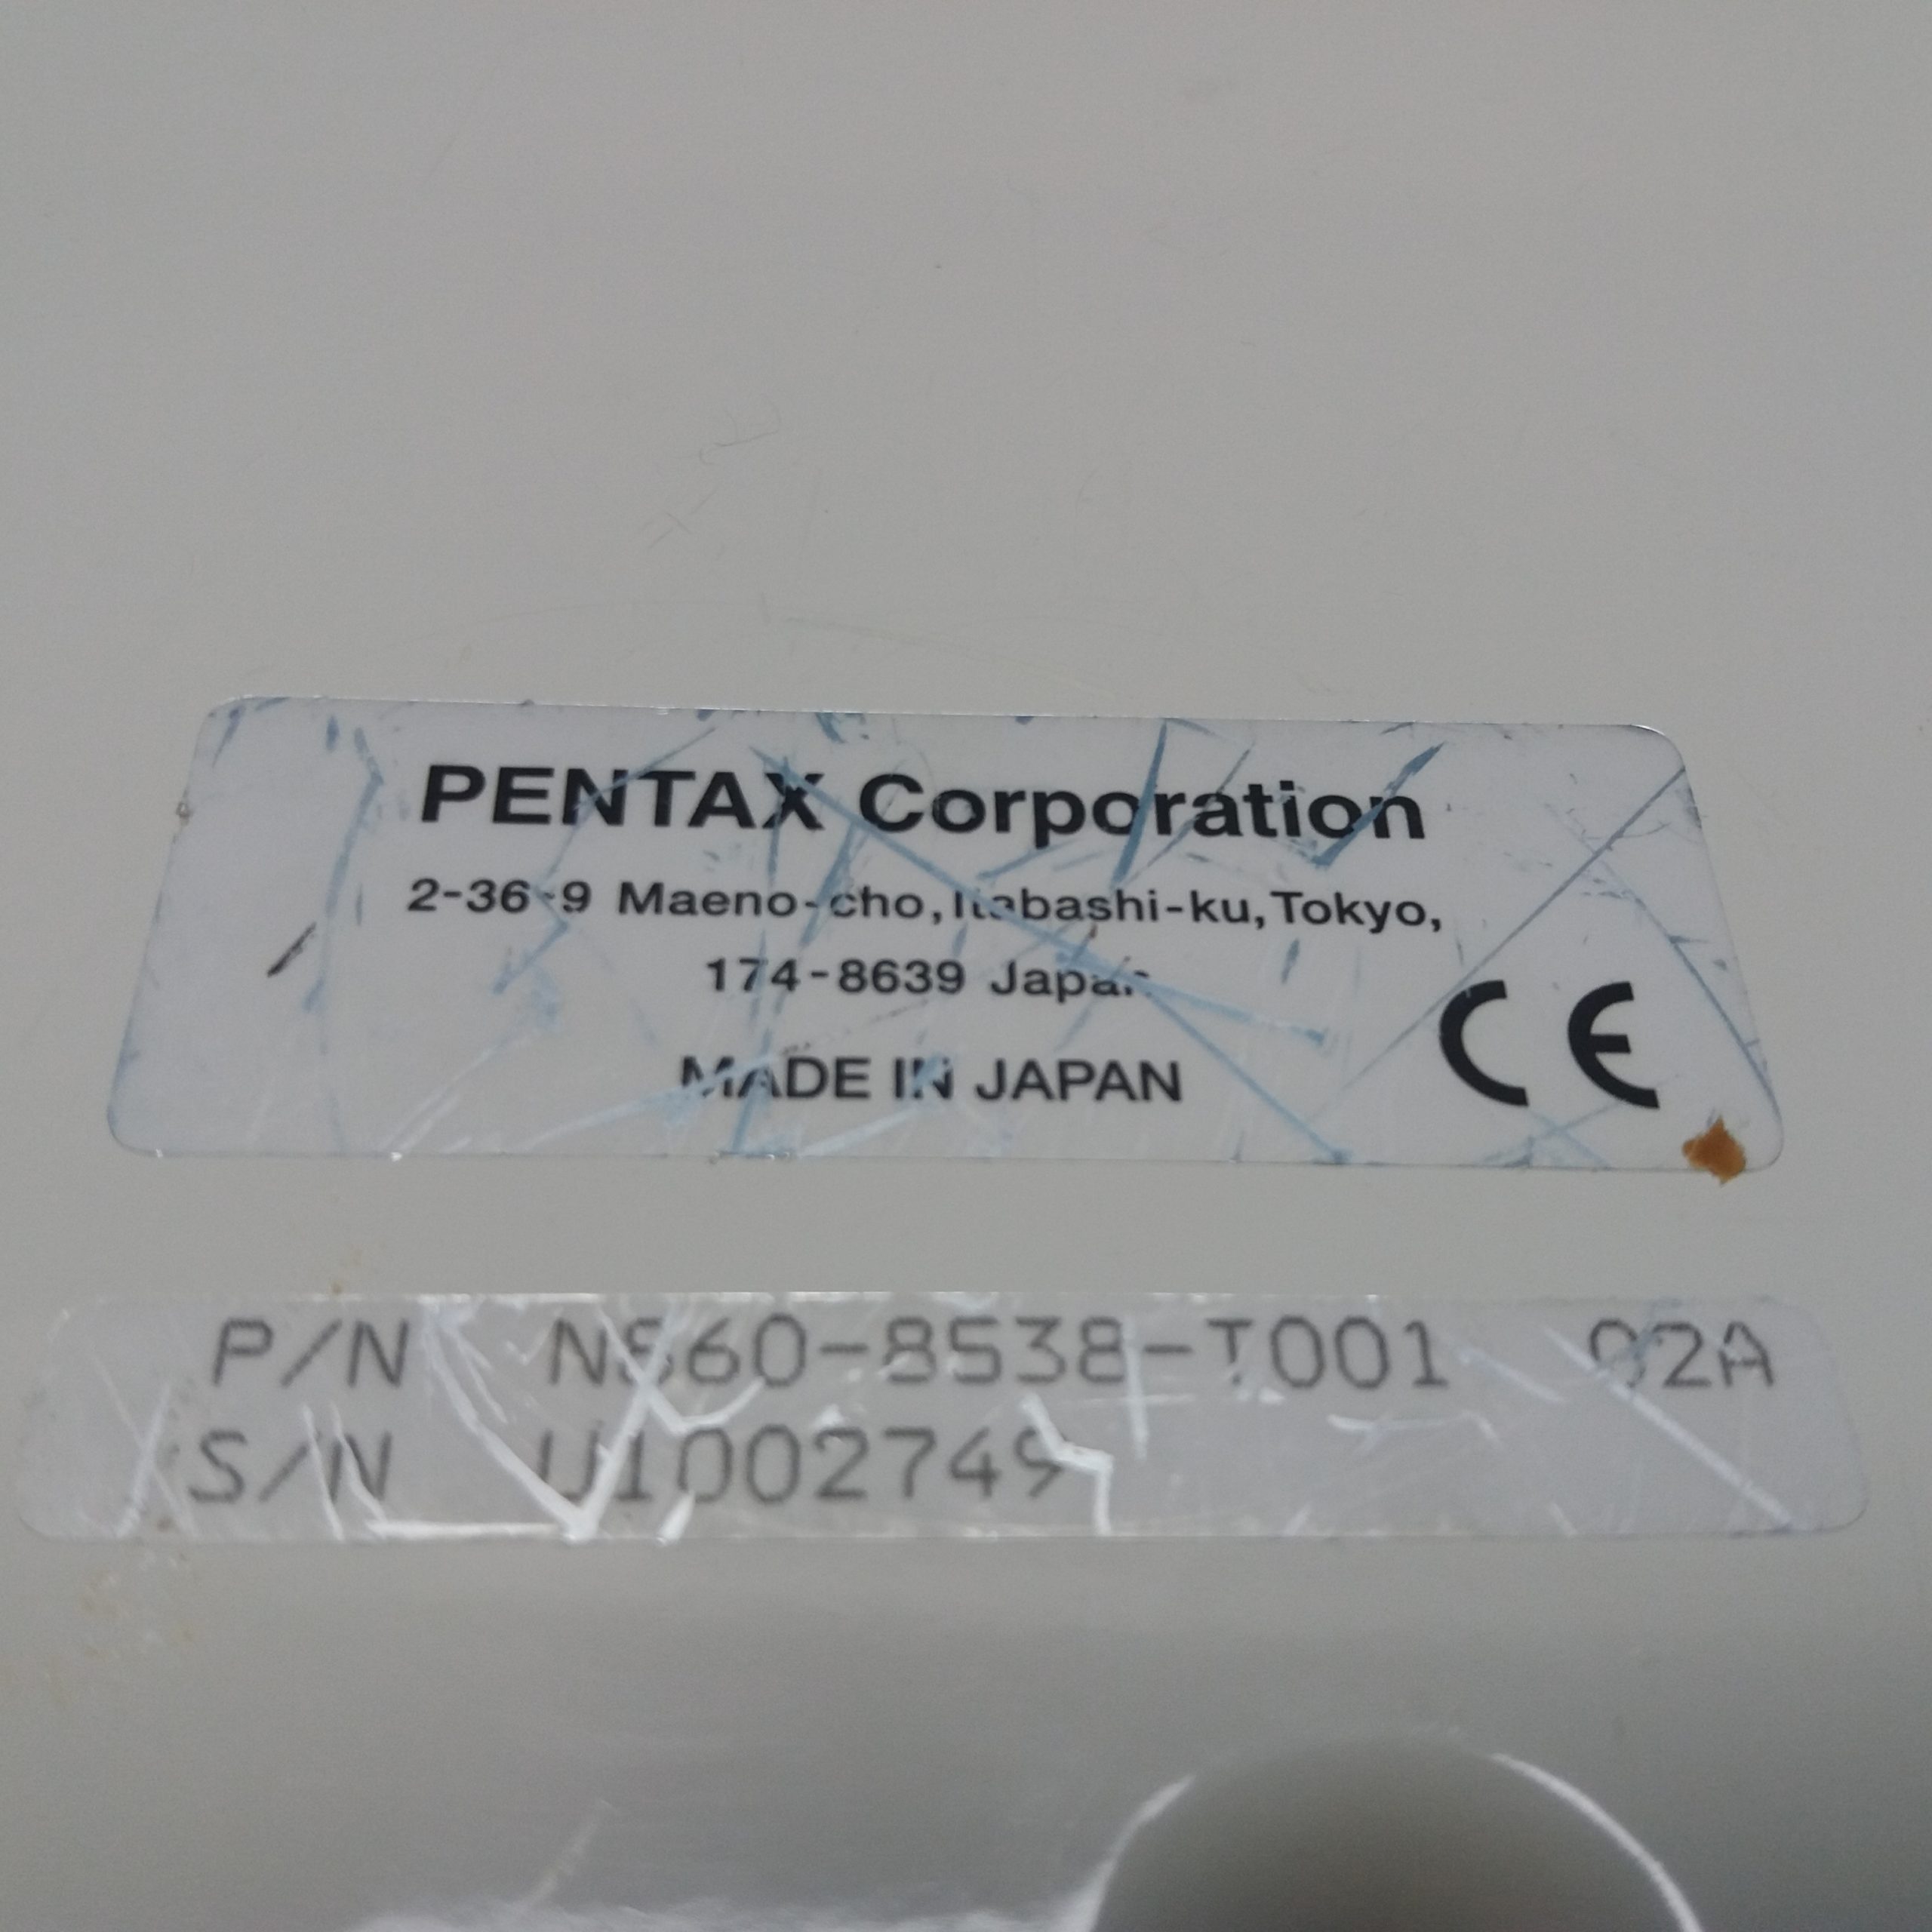 PENTAX Corporation
2-36-9 Maeno-cho, Itabashi-ku, Tokyo,
174-8639 Japan
MADE IN JAPAN
CE
P/N NS60-8538-T001 02A
S/N U1002749